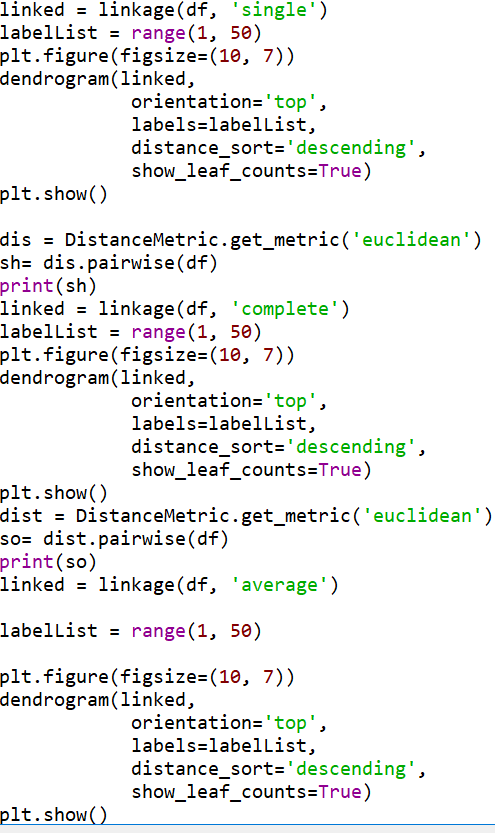 linked = linkage(df, 'single')
labelList = range(1, 50)
plt.figure(figsize=(10, 7))
dendrogram(linked,
            orientation='top',
            labels=labelList,
            distance_sort='descending',
            show_leaf_counts=True)
plt.show()

dis = DistanceMetric.get_metric('euclidean')
sh= dis.pairwise(df)
print(sh)
linked = linkage(df, 'complete')
labelList = range(1, 50)
plt.figure(figsize=(10, 7))
dendrogram(linked,
            orientation='top',
            labels=labelList,
            distance_sort='descending',
            show_leaf_counts=True)
plt.show()
dist = DistanceMetric.get_metric('euclidean')
so= dist.pairwise(df)
print(so)
linked = linkage(df, 'average')

labelList = range(1, 50)

plt.figure(figsize=(10, 7))
dendrogram(linked,
            orientation='top',
            labels=labelList,
            distance_sort='descending',
            show_leaf_counts=True)
plt.show()